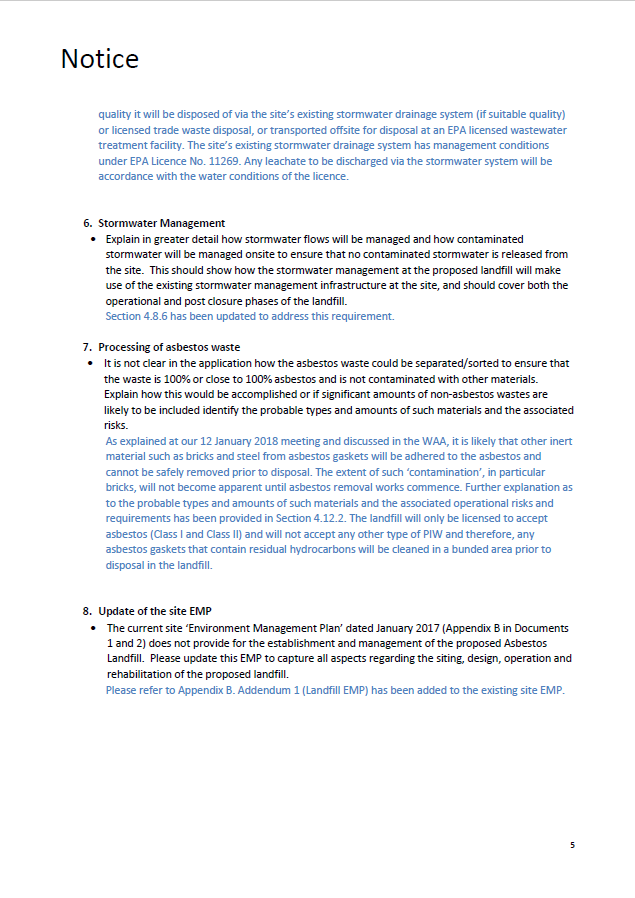 Notice
quality it will be disposed of via the site's existing stormwater drainage system (if suitable quality)
or licensed trade waste disposal, or transported offsite for disposal at an EPA licensed wastewater
treatment facility. The site's existing stormwater drainage system has management conditions
under EPA Licence No. 11269. Any leachate to be discharged via the stormwater system will be
accordance with the water conditions of the licence.
6. Stormwater Management
• Explain in greater detail how stormwater flows will be managed and how contaminated
stormwater will be managed onsite to ensure that no contaminated stormwater is released from
the site. This should show how the stormwater management at the proposed landfill will make
use of the existing stormwater management infrastructure at the site, and should cover both the
operational and post closure phases of the landfill.
Section 4.8.6 has been updated to address this requirement.
7. Processing of asbestos waste
• It is not clear in the application how the asbestos waste could be separated/sorted to ensure that
the waste is 100% or close to 100% asbestos and is not contaminated with other materials.
Explain how this would be accomplished or if significant amounts of non-asbestos wastes are
likely to be included identify the probable types and amounts of such materials and the associated
risks.
As explained at our 12 January 2018 meeting and discussed in the WAA, it is likely that other inert
material such as bricks and steel from asbestos gaskets will be adhered to the asbestos and
cannot be safely removed prior to disposal. The extent of such 'contamination', in particular
bricks, will not become apparent until asbestos removal works commence. Further explanation as
to the probable types and amounts of such materials and the associated operational risks and
requirements has been provided in Section 4.12.2. The landfill will only be licensed to accept
asbestos (Class I and Class II) and will not accept any other type of PIW and therefore, any
asbestos gaskets that contain residual hydrocarbons will be cleaned in a bunded area prior to
disposal in the landfill.
8. Update of the site EMP
• The current site 'Environment Management Plan' dated January 2017 (Appendix B in Documents
1 and 2) does not provide for the establishment and management of the proposed Asbestos
Landfill. Please update this EMP to capture all aspects regarding the siting, design, operation and
rehabilitation of the proposed landfill.
Please refer to Appendix B. Addendum 1 (Landfill EMP) has been added to the existing site EMP.
5